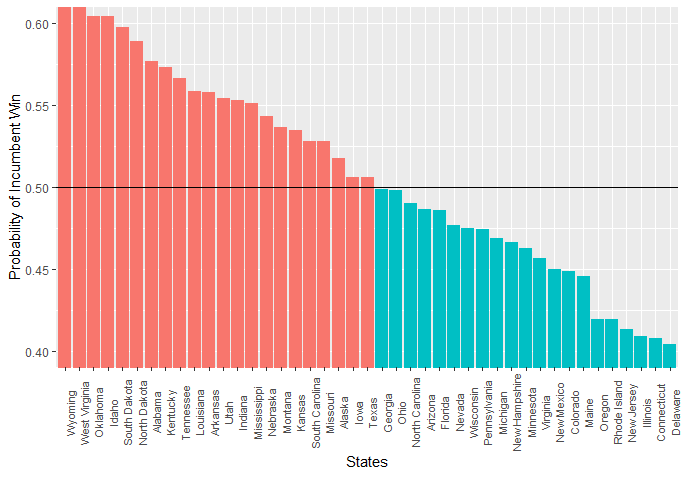 Probability of Incumbent Win
0.60
0.55
0.50
0.45
0.40
Wyoming
West Virginia
Oklahoma
Idaho
South Dakota
North Dakota
Alabama
Kentucky
Tennessee
Louisiana
Arkansas
Utah
Indiana
Mississippi
Nebraska
Montana
Kansas
South Carolina
Missouri
Alaska
Iowa
Texas
Georgia
Ohio
North Carolina
Arizona
Florida
Nevada
Wisconsin
Pennsylvania
Michigan
New Hampshire
Minnesota
Virginia
New Mexico
Colorado
Maine
Oregon
Rhode Island
New Jersey
Illinois
Connecticut
Delaware
States